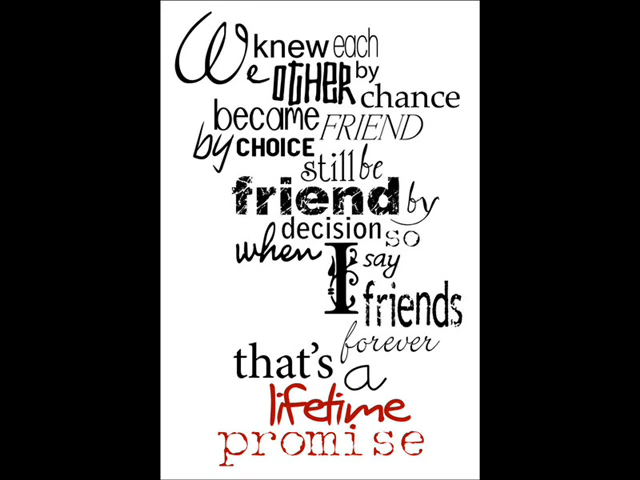 We knew each
OTHER by
chance
became FRIEND
by CHOICE
still be
friend by
decision so
when I say
friends
forever
that's a
lifetime
promise